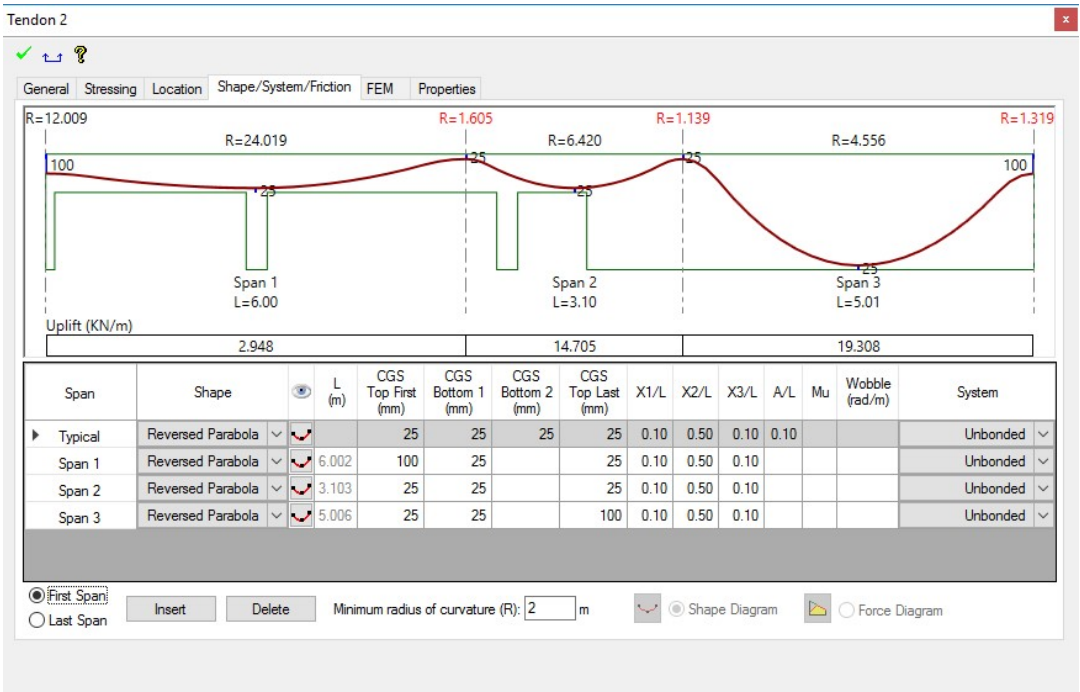 Tendon 2
x
?
General Stressing Location Shape/System/Friction FEM Properties
R=12.009 R=1.605 R=1.139 R=1.319
R=24.019 R=6.420 R=4.556
100 25 25 100
25 25
25
Span 1 Span 2 Span 3
L=6.00 L=3.10 L=5.01
Uplift (KN/m)
2.948 14.705 19.308
Span Shape L (m) CGS Top First (mm) CGS Bottom 1 (mm) CGS Bottom 2 (mm) CGS Top Last (mm) X1/L X2/L X3/L A/L Mu Wobble (rad/m) System
Typical Reversed Parabola 25 25 25 25 0.10 0.50 0.10 0.10 Unbonded
Span 1 Reversed Parabola 6.002 100 25 25 0.10 0.50 0.10 Unbonded
Span 2 Reversed Parabola 3.103 25 25 25 0.10 0.50 0.10 Unbonded
Span 3 Reversed Parabola 5.006 25 25 100 0.10 0.50 0.10 Unbonded
First Span
Last Span
Insert Delete Minimum radius of curvature (R): 2 m Shape Diagram Force Diagram